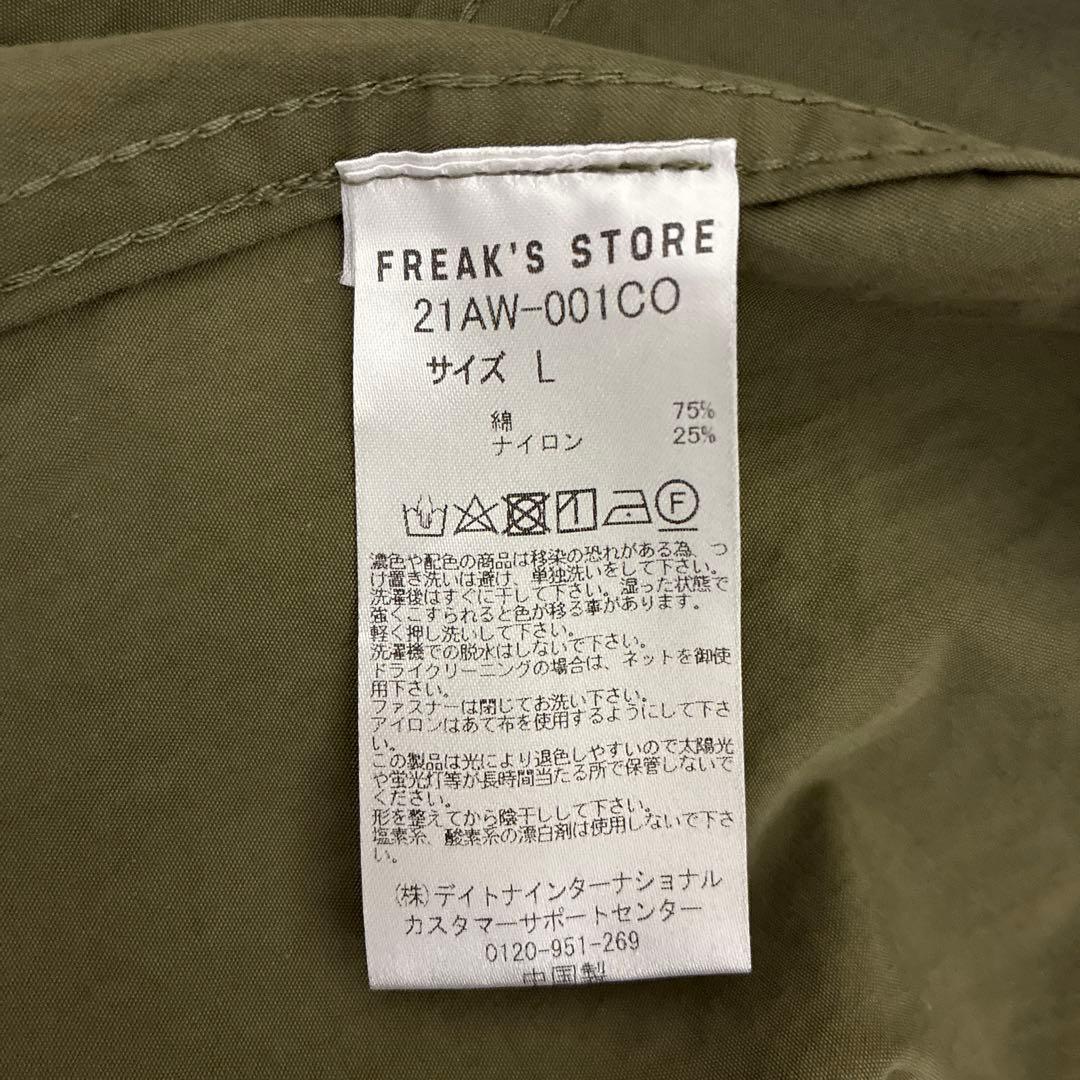 FREAK'S STORE
21AW-001CO
サイズ L
綿 75%
ナイロン 25%
F
濃色や配色の商品は移染の恐れがある為、つ
け置き洗いは避け、単独洗いをして下さい。
洗濯後はすぐに干して下さい。湿った状態で
強くこすられると色が移る事があります。
軽く押し洗いして下さい。
洗濯機での脱水はしないで下さい。
ドライクリーニングの場合は、ネットを御使
用下さい。
ファスナーは閉じてお洗い下さい。
アイロンはあて布を使用するようにして下さ
い。
この製品は光により退色しやすいので太陽光
や蛍光灯等が長時間当たる所で保管しないで
ください。
形を整えてから陰干しして下さい。
塩素系、酸素系の漂白剤は使用しないで下さ
い。
(株)デイトナインターナショナル
カスタマーサポートセンター
0120-951-269
中国製